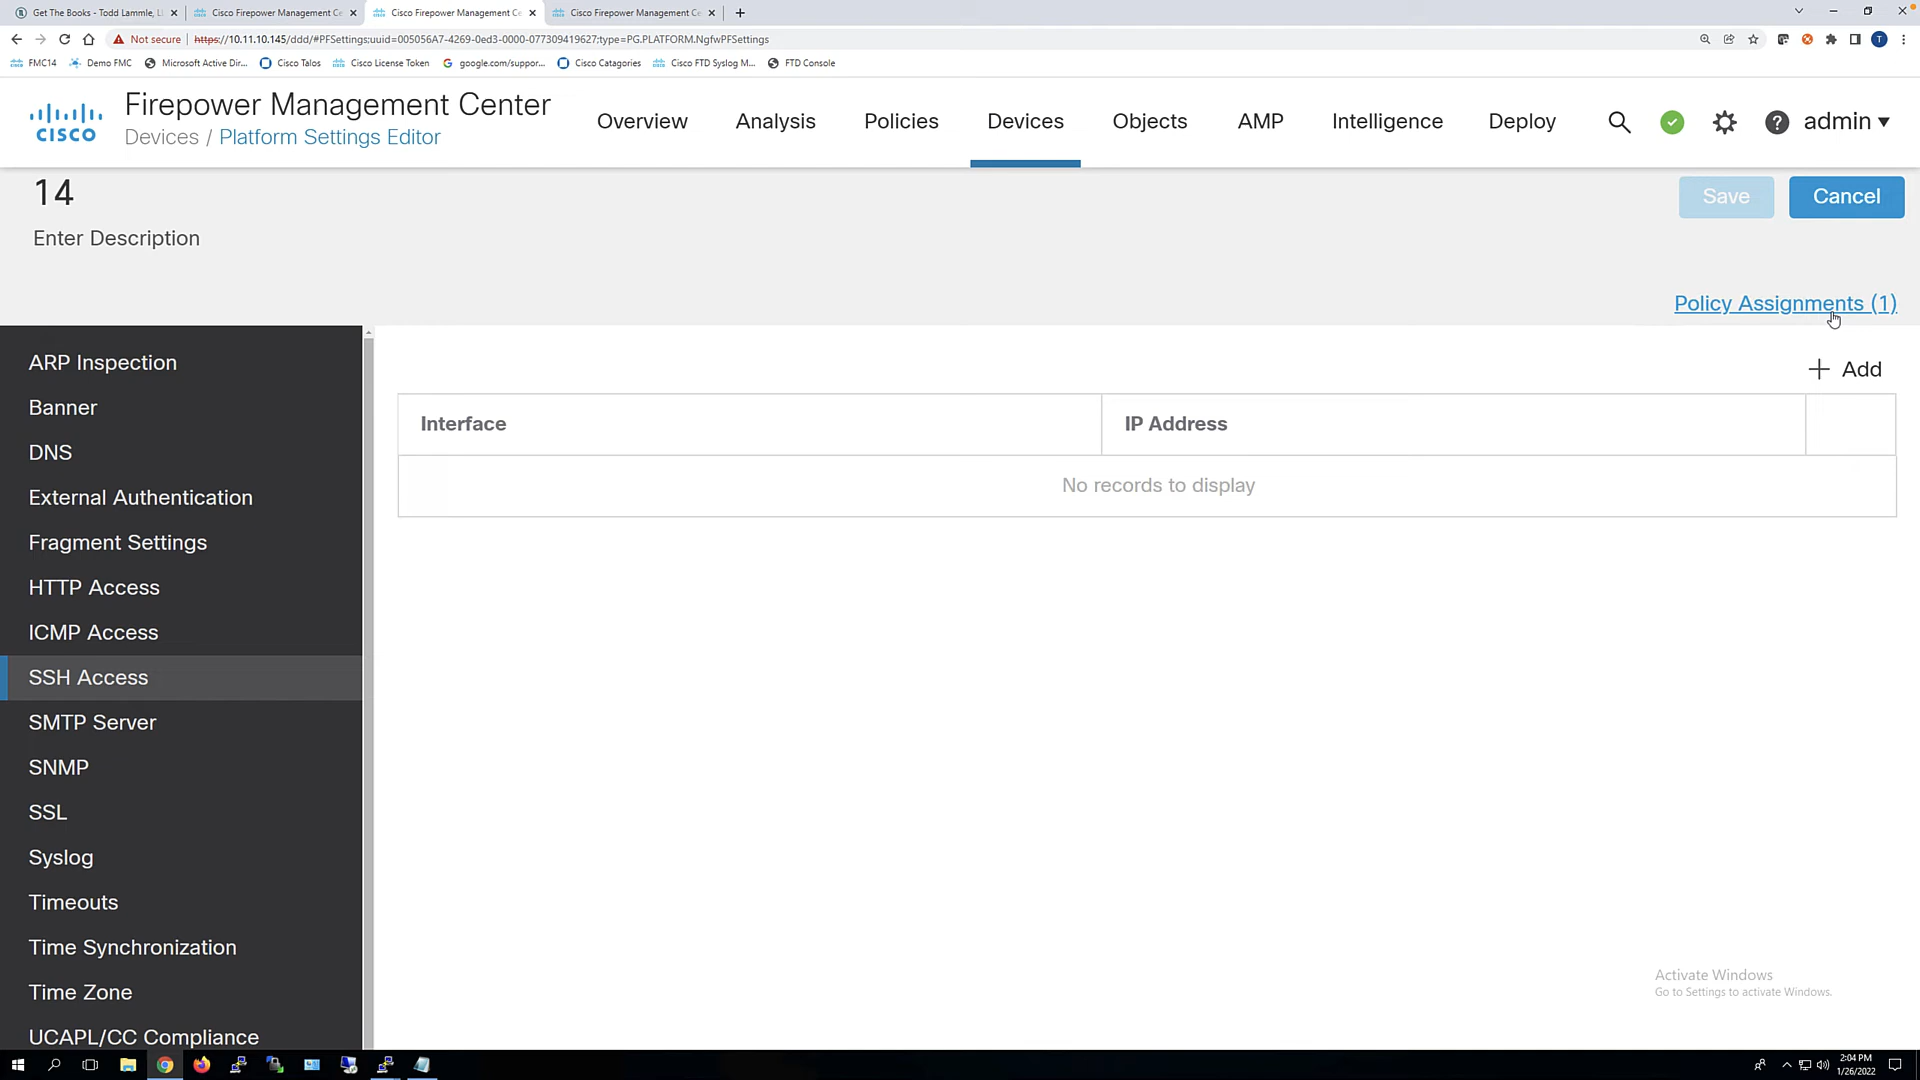 Get The Books - Todd Lammle, L
Cisco Firepower Management Ce
Cisco Firepower Management Ce
Cisco Firepower Management Ce
Not secure | https://10.11.10.145/ddd/#PFSettings;uuid=005056A7-4269-0ed3-0000-077309419627;type=PG.PLATFORM.NgfwPFSettings
T
FMC14
Demo FMC
Microsoft Active Dir...
Cisco Talos
Cisco License Token
google.com/suppor...
Cisco Catagories
Cisco FTD Syslog M...
FTD Console
CISCO
Firepower Management Center
Devices / Platform Settings Editor
Overview
Analysis
Policies
Devices
Objects
AMP
Intelligence
Deploy
admin
14
Save
Cancel
Enter Description
Policy Assignments (1)
ARP Inspection
Banner
DNS
External Authentication
Fragment Settings
HTTP Access
ICMP Access
SSH Access
SMTP Server
SNMP
SSL
Syslog
Timeouts
Time Synchronization
Time Zone
UCAPL/CC Compliance
+ Add
Interface
IP Address
No records to display
Activate Windows
Go to Settings to activate Windows.
2:04 PM
1/26/2022